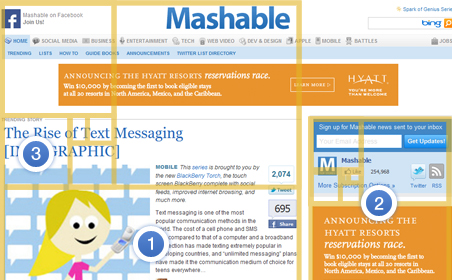 Mashable on Facebook
Join Us!
Mashable
Spark of Genius Series
bing
HOME SOCIAL MEDIA BUSINESS ENTERTAINMENT TECH WEB VIDEO DEV & DESIGN APPLE MOBILE BATTLES JOBS
TRENDING LISTS HOW TO GUIDE BOOKS ANNOUNCEMENTS TWITTER LIST DIRECTORY
ANNOUNCING THE HYATT RESORTS reservations race.
Win $10,000 by becoming the first to book eligible stays
at 20 resorts in North America, Mexico, and the Caribbean.
LEARN MORE
HYATT
YOU'RE MORE
THAN WELCOME
TRENDING STORY
The Rise of Text Messaging
[INFOGRAPHIC]
3
MOBILE This series is brought to you by
the new BlackBerry Torch, the touch
screen BlackBerry complete with social
feeds, improved internet browsing, and
much more.
2,074
Tweet
695
Share
Text messaging is one of the most
popular communication methods in the
world. The cost of a cell phone and SMS
compared to that of a computer and a broadband
connection has made texting extremely popular in
developing countries, and "unlimited messaging" plans
have made it the communication medium of choice for
teens everywhere...
1
Sign up for Mashable news sent to your inbox
Your Email Address
Get Updates!
Mashable
Like 254,968
More Subscription Options
Twitter RSS
2
ANNOUNCING THE
HYATT RESORTS
reservations race.
Win $10,000 by becoming the first to
book eligible stays at 20 resorts in
North America, Mexico, and the Caribbean.